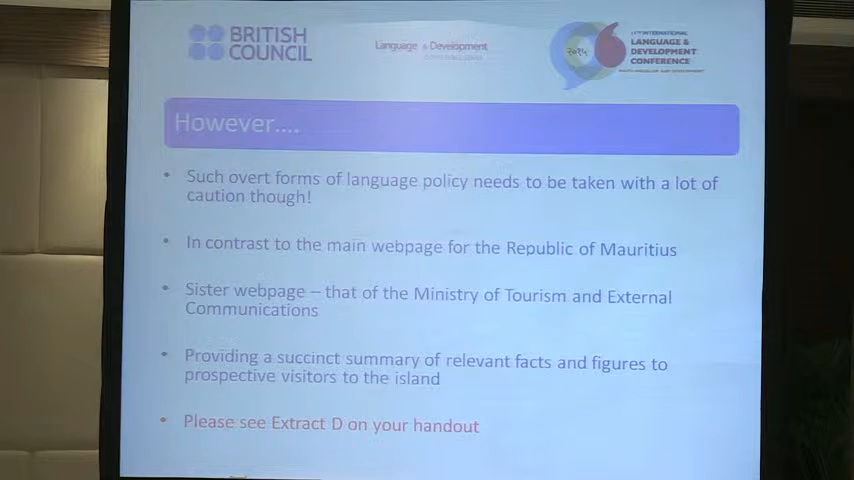 BRITISH
COUNCIL
Language & Development
11TH INTERNATIONAL
LANGUAGE &
DEVELOPMENT
CONFERENCE
However....
• Such overt forms of language policy needs to be taken with a lot of
caution though!
• In contrast to the main webpage for the Republic of Mauritius
• Sister webpage – that of the Ministry of Tourism and External
Communications
• Providing a succinct summary of relevant facts and figures to
prospective visitors to the island
• Please see Extract D on your handout